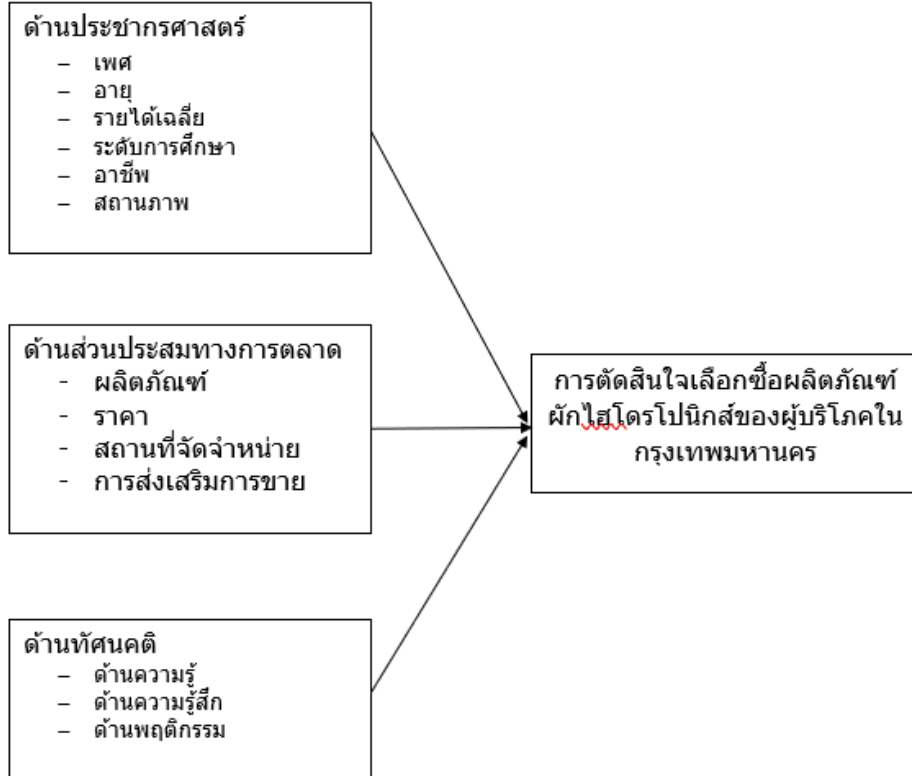 ด้านประชากรศาสตร์
– เพศ
– อายุ
– รายได้เฉลี่ย
– ระดับการศึกษา
– อาชีพ
– สถานภาพ
ด้านส่วนประสมทางการตลาด
- ผลิตภัณฑ์
- ราคา
- สถานที่จัดจำหน่าย
- การส่งเสริมการขาย
การตัดสินใจเลือกซื้อผลิตภัณฑ์
ผักไฮโดรโปนิกส์ของผู้บริโภคใน
กรุงเทพมหานคร
ด้านทัศนคติ
– ด้านความรู้
– ด้านความรู้สึก
– ด้านพฤติกรรม